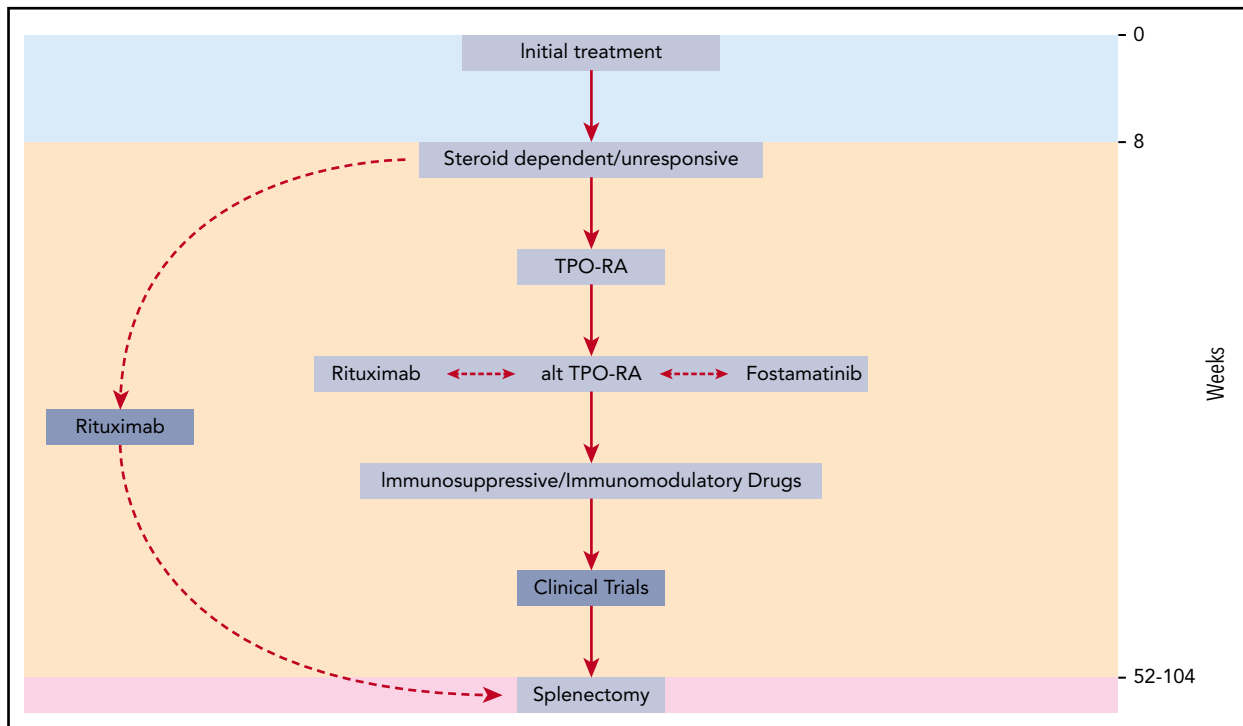 Initial treatment
0
8
Steroid dependent/unresponsive
TPO-RA
Rituximab alt TPO-RA Fostamatinib
Weeks
Rituximab
Immunosuppressive/Immunomodulatory Drugs
Clinical Trials
52-104
Splenectomy